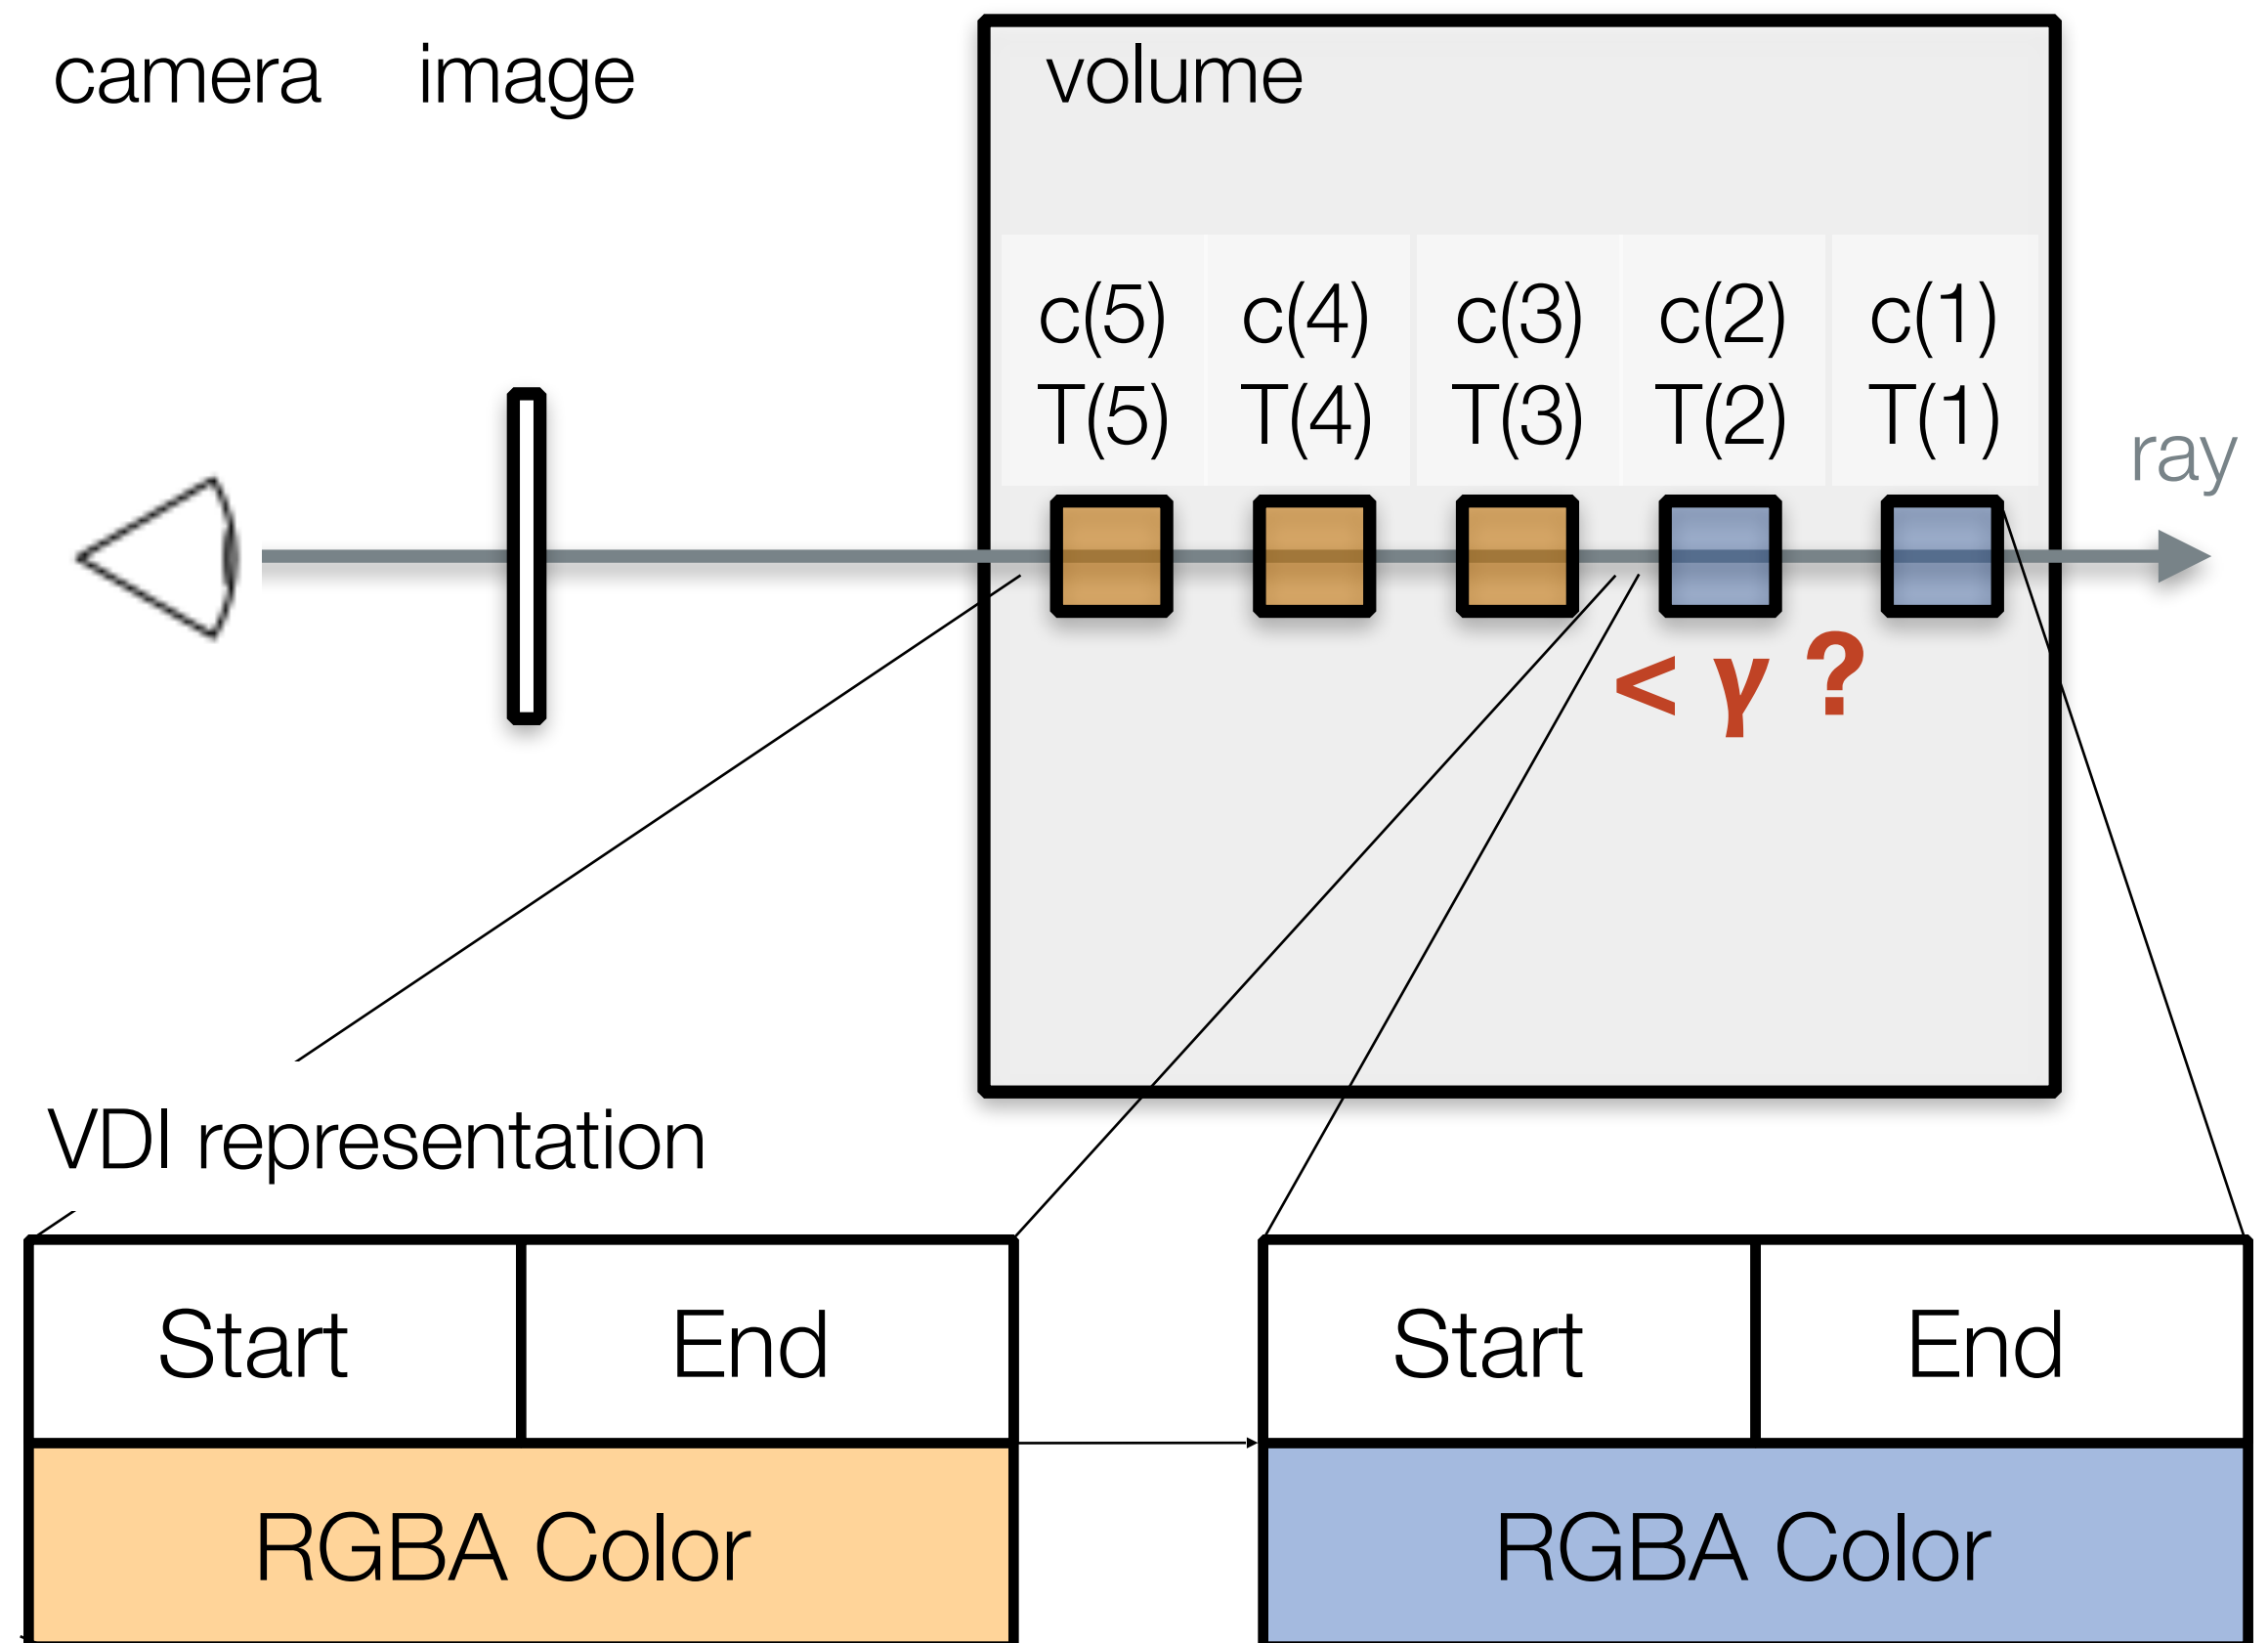 camera image volume
c(5) c(4) c(3) c(2) c(1)
T(5) T(4) T(3) T(2) T(1)
ray
< γ ?
VDI representation
Start End Start End
RGBA Color RGBA Color